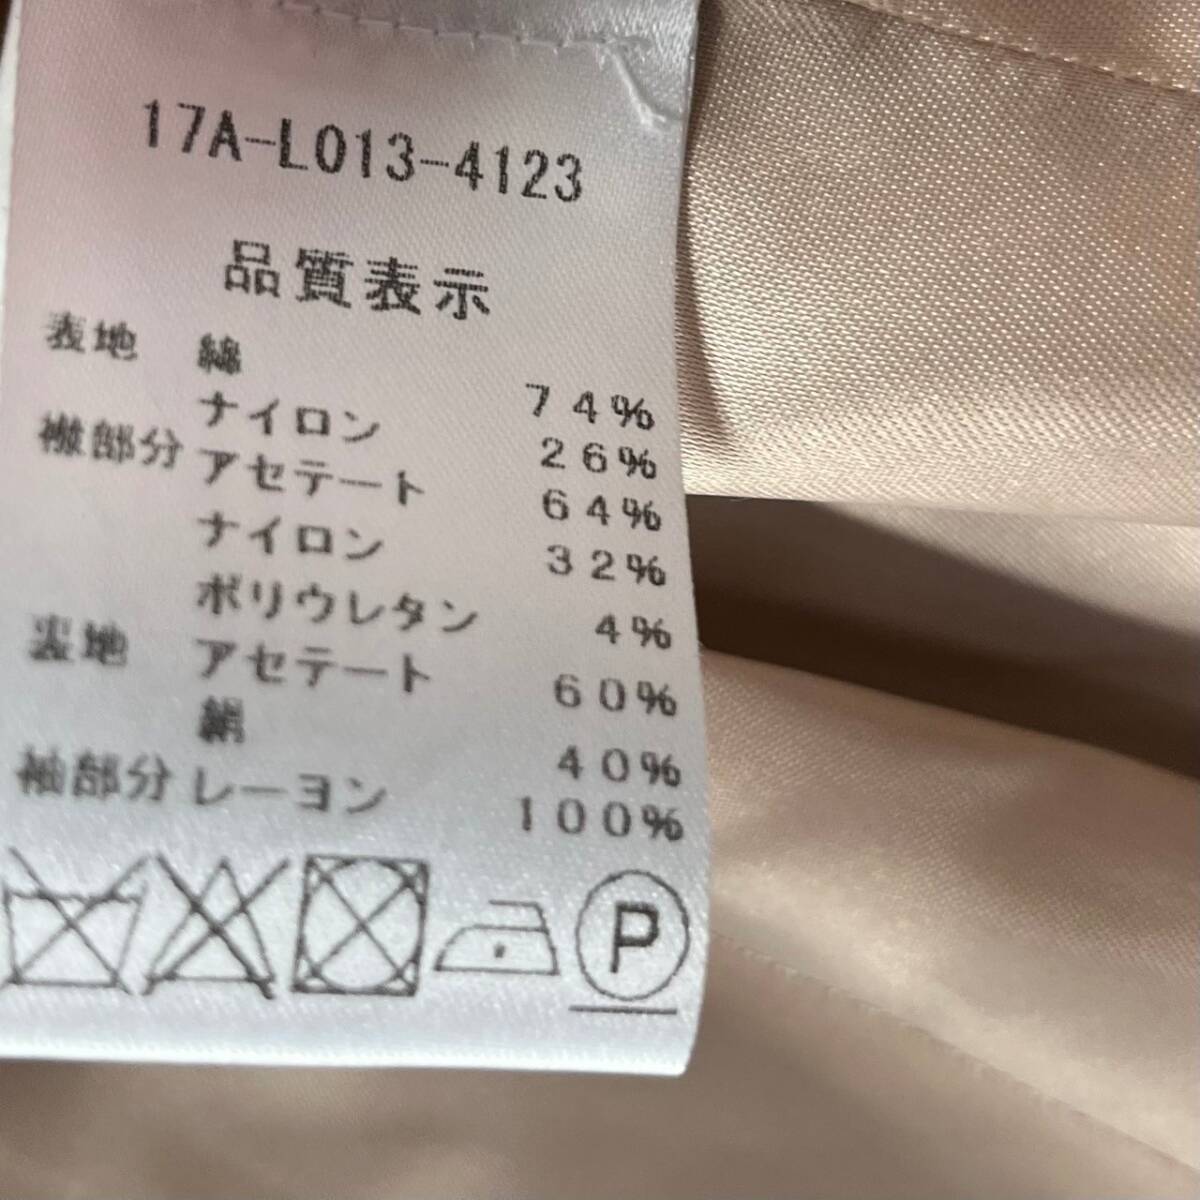 17A-L013-4123
品質表示
表地 綿 74%
ナイロン 26%
襟部分 アセテート 64%
ナイロン 32%
ポリウレタン 4%
裏地 アセテート 60%
絹 40%
袖部分 レーヨン 100%
P